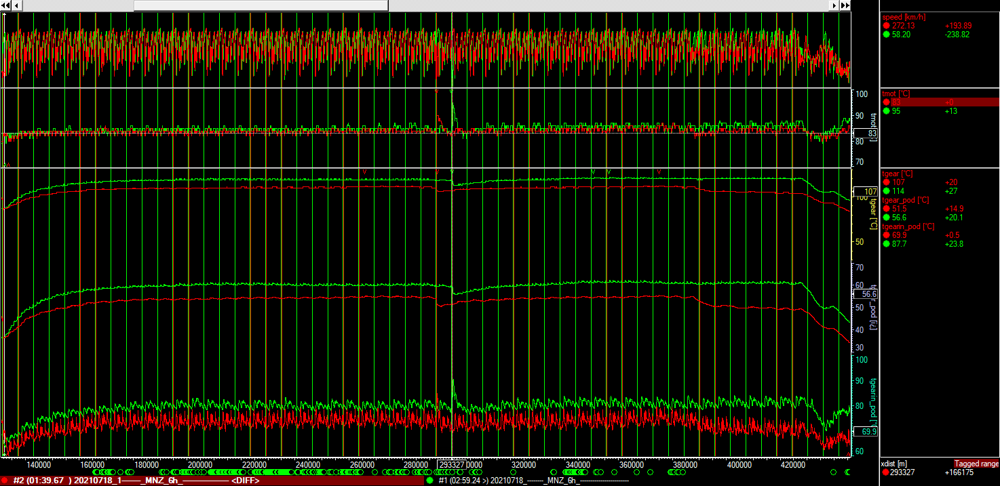 speed [km/h]
272.13 +193.89
58.20 -238.82
100
90
80
70
tmot [°C]
83
tmot [°C]
83 +0
95 +13
107
100
50
tgear [°C]
tgear [°C]
107 +20
114 +27
tgear_pod [°C]
51.5 +14.9
56.6 +20.1
tgearin_pod [°C]
69.9 +0.5
87.7 +23.8
70
60
56.6
50
40
30
100
90
80
69.9
60
140000 160000 180000 200000 220000 240000 260000 280000 293327 320000 340000 360000 380000 400000 420000
xdist [m] Tagged range
293327 +166175
#2 (01:39.67 ) 20210718_1 _MNZ_6h_ <DIFF>
#1 (02:59.24 >) 20210718_ _MNZ_6h_